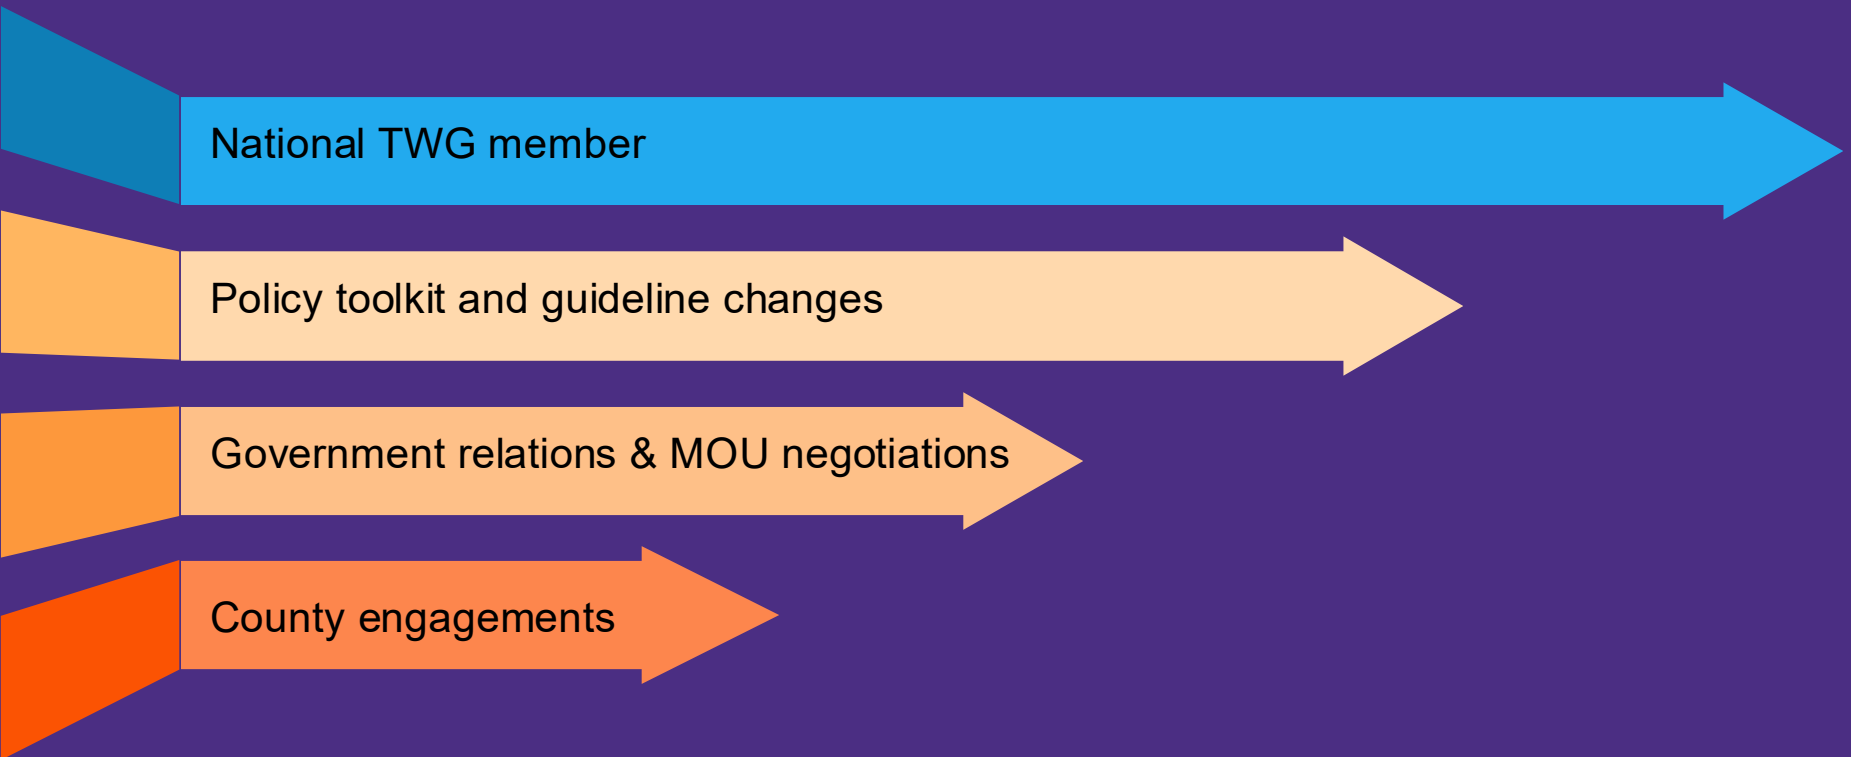 National TWG member
Policy toolkit and guideline changes
Government relations & MOU negotiations
County engagements